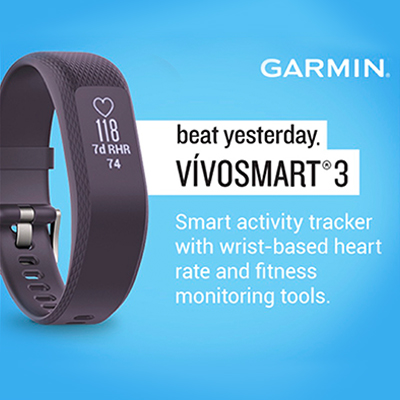 GARMIN®
118
7d RHR
74
beat yesterday.
VÍVOSMART® 3
Smart activity tracker
with wrist-based heart
rate and fitness
monitoring tools.